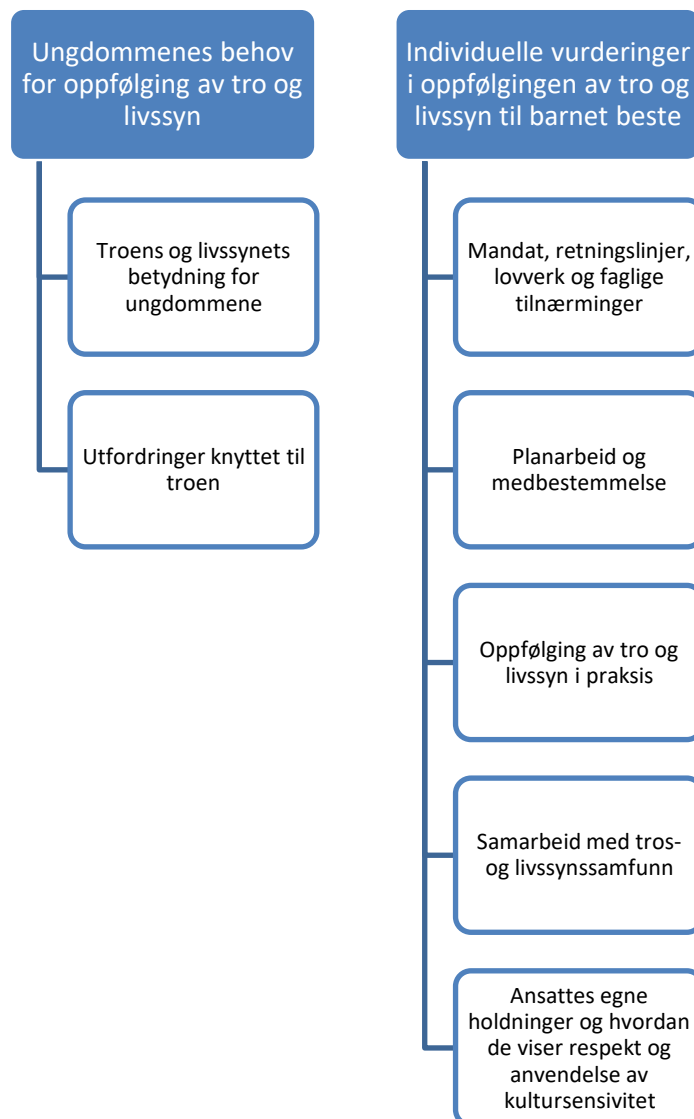 Ungdommenes behov
for oppfølging av tro og
livssyn
Troens og livssynets
betydning for
ungdommene
Utfordringer knyttet til
troen
Individuelle vurderinger
i oppfølgingen av tro og
livssyn til barnet beste
Mandat, retningslinjer,
lovverk og faglige
tilnærminger
Planarbeid og
medbestemmelse
Oppfølging av tro og
livssyn i praksis
Samarbeid med tros-
og livssynssamfunn
Ansattes egne
holdninger og hvordan
de viser respekt og
anvendelse av
kultursensivitet